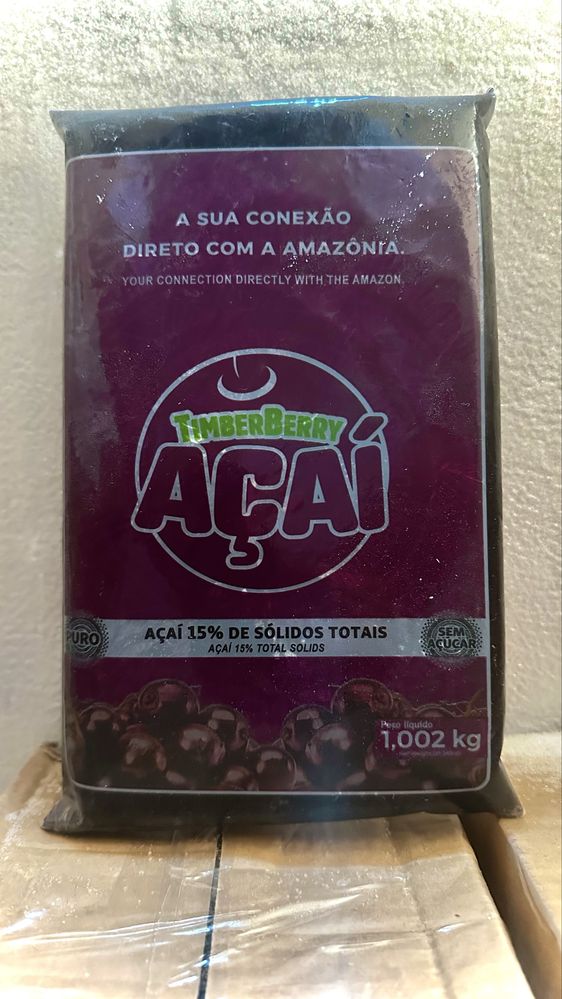 A SUA CONEXÃO
DIRETO COM A AMAZÔNIA.
YOUR CONNECTION DIRECTLY WITH THE AMAZON.
TIMBERBERRY
AÇAÍ
PURO
AÇAÍ 15% DE SÓLIDOS TOTAIS
AÇAÍ 15% TOTAL SOLIDS
SEM
AÇÚCAR
Peso líquido
1,002 kg